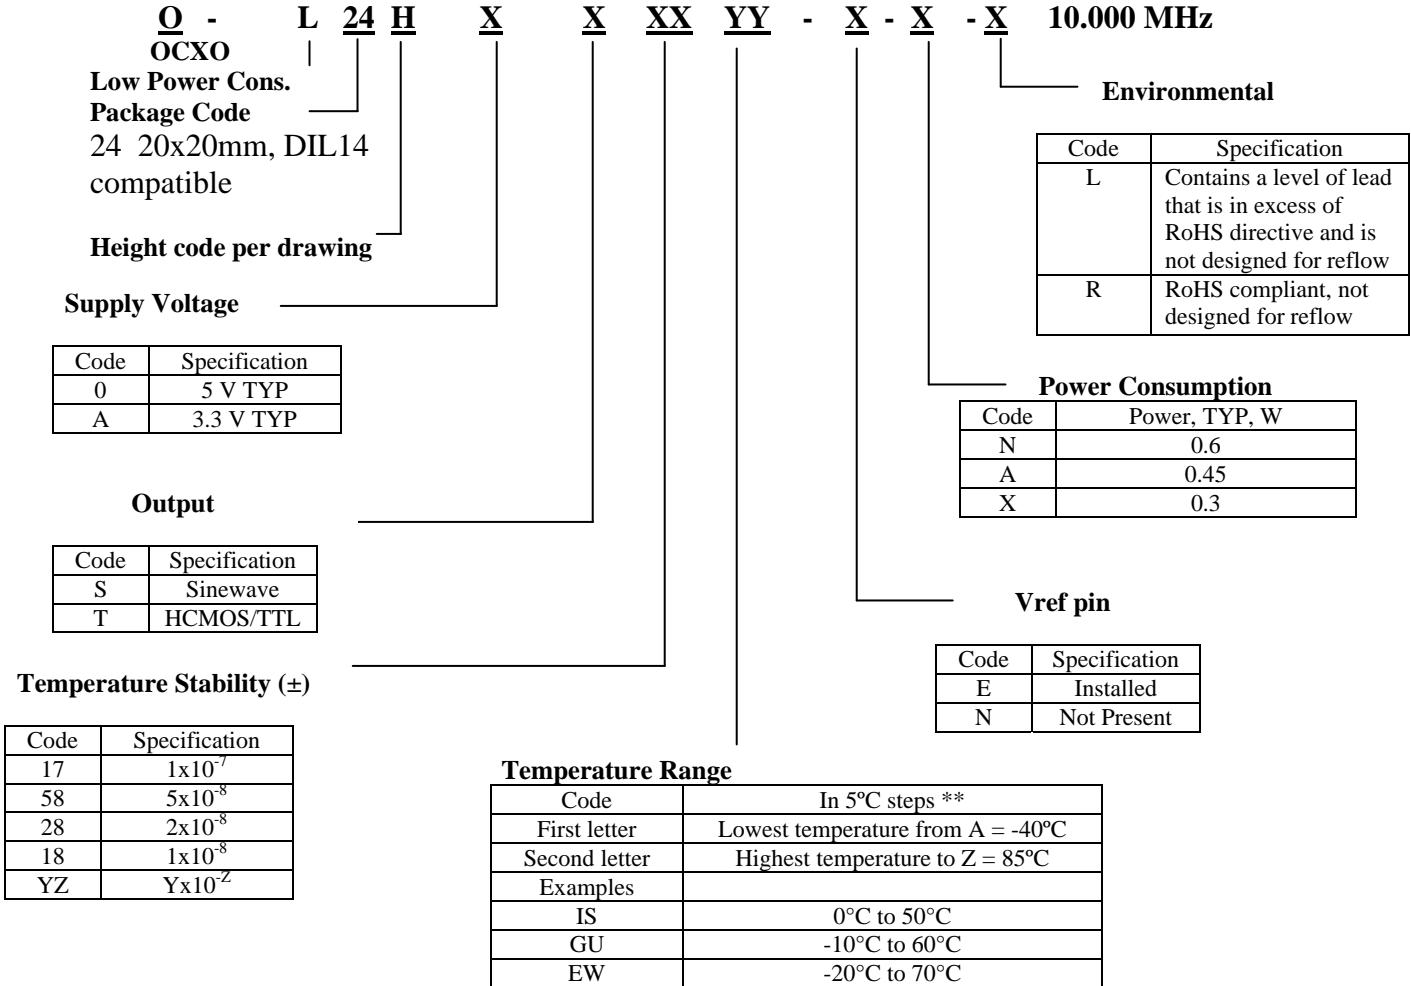 O - L 24 H X X XX YY - X - X - X 10.000 MHz
OCXO
Low Power Cons.
Package Code
24 20x20mm, DIL14
compatible
Height code per drawing
Supply Voltage
Code Specification
0 5 V TYP
A 3.3 V TYP
Output
Code Specification
S Sinewave
T HCMOS/TTL
Temperature Stability (±)
Code Specification
17 1x10-7
58 5x10-8
28 2x10-8
18 1x10-8
YZ Yx10-Z
Environmental
Code Specification
L Contains a level of lead
that is in excess of
RoHS directive and is
not designed for reflow
R RoHS compliant, not
designed for reflow
Power Consumption
Code Power, TYP, W
N 0.6
A 0.45
X 0.3
Vref pin
Code Specification
E Installed
N Not Present
Temperature Range
Code In 5ºC steps **
First letter Lowest temperature from A = -40ºC
Second letter Highest temperature to Z = 85ºC
Examples
IS 0°C to 50°C
GU -10°C to 60°C
EW -20°C to 70°C